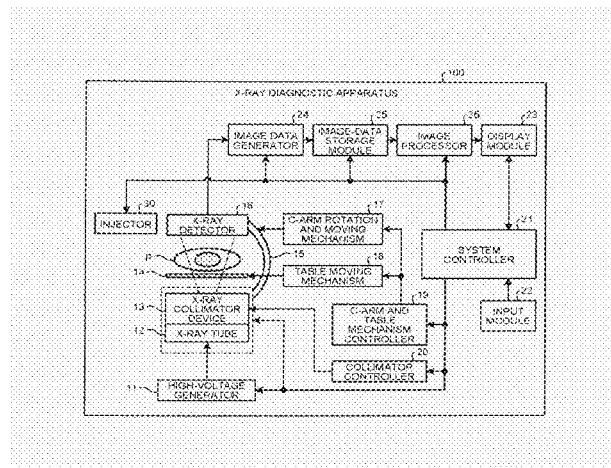 100
X-RAY DIAGNOSTIC APPARATUS
24
25
26
23
IMAGE DATA GENERATOR
IMAGE-DATA STORAGE MODULE
IMAGE PROCESSOR
DISPLAY MODULE
30
INJECTOR
16
X-RAY DETECTOR
17
C-ARM ROTATION AND MOVING MECHANISM
21
SYSTEM CONTROLLER
P
15
14
18
TABLE MOVING MECHANISM
22
INPUT MODULE
13
X-RAY COLLIMATOR DEVICE
12
X-RAY TUBE
19
C-ARM AND TABLE MECHANISM CONTROLLER
20
COLLIMATOR CONTROLLER
11
HIGH-VOLTAGE GENERATOR